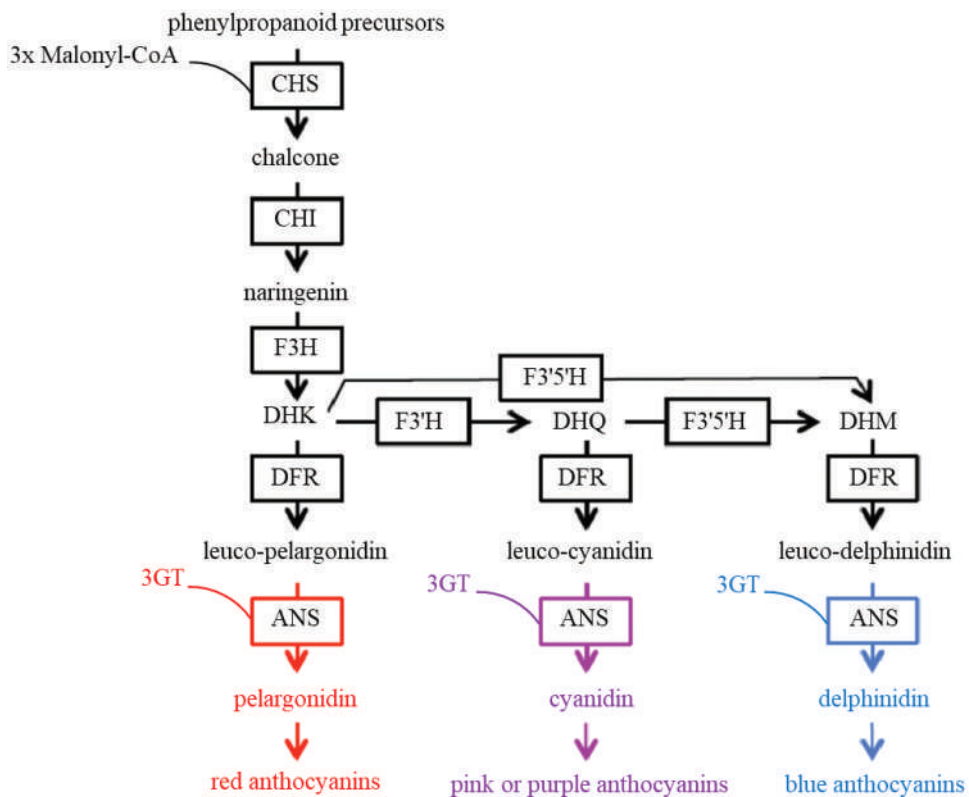 phenylpropanoid precursors
3x Malonyl-CoA
CHS
chalcone
CHI
naringenin
F3H
F3'5'H
DHK
F3'H
DHQ
F3'5'H
DHM
DFR
DFR
DFR
leuco-pelargonidin
leuco-cyanidin
leuco-delphinidin
3GT
3GT
3GT
ANS
ANS
ANS
pelargonidin
cyanidin
delphinidin
red anthocyanins
pink or purple anthocyanins
blue anthocyanins